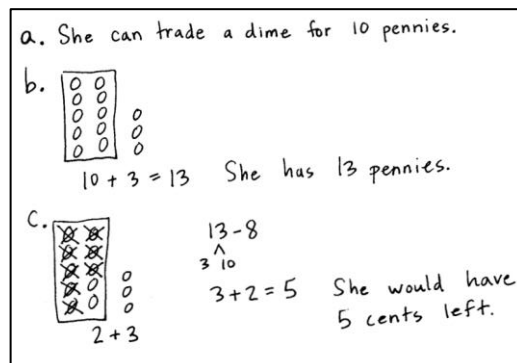 a. She can trade a dime for 10 pennies.
b.
10 + 3 = 13 She has 13 pennies.
c.
13 - 8
3 10
3 + 2 = 5 She would have
5 cents left.
2 + 3